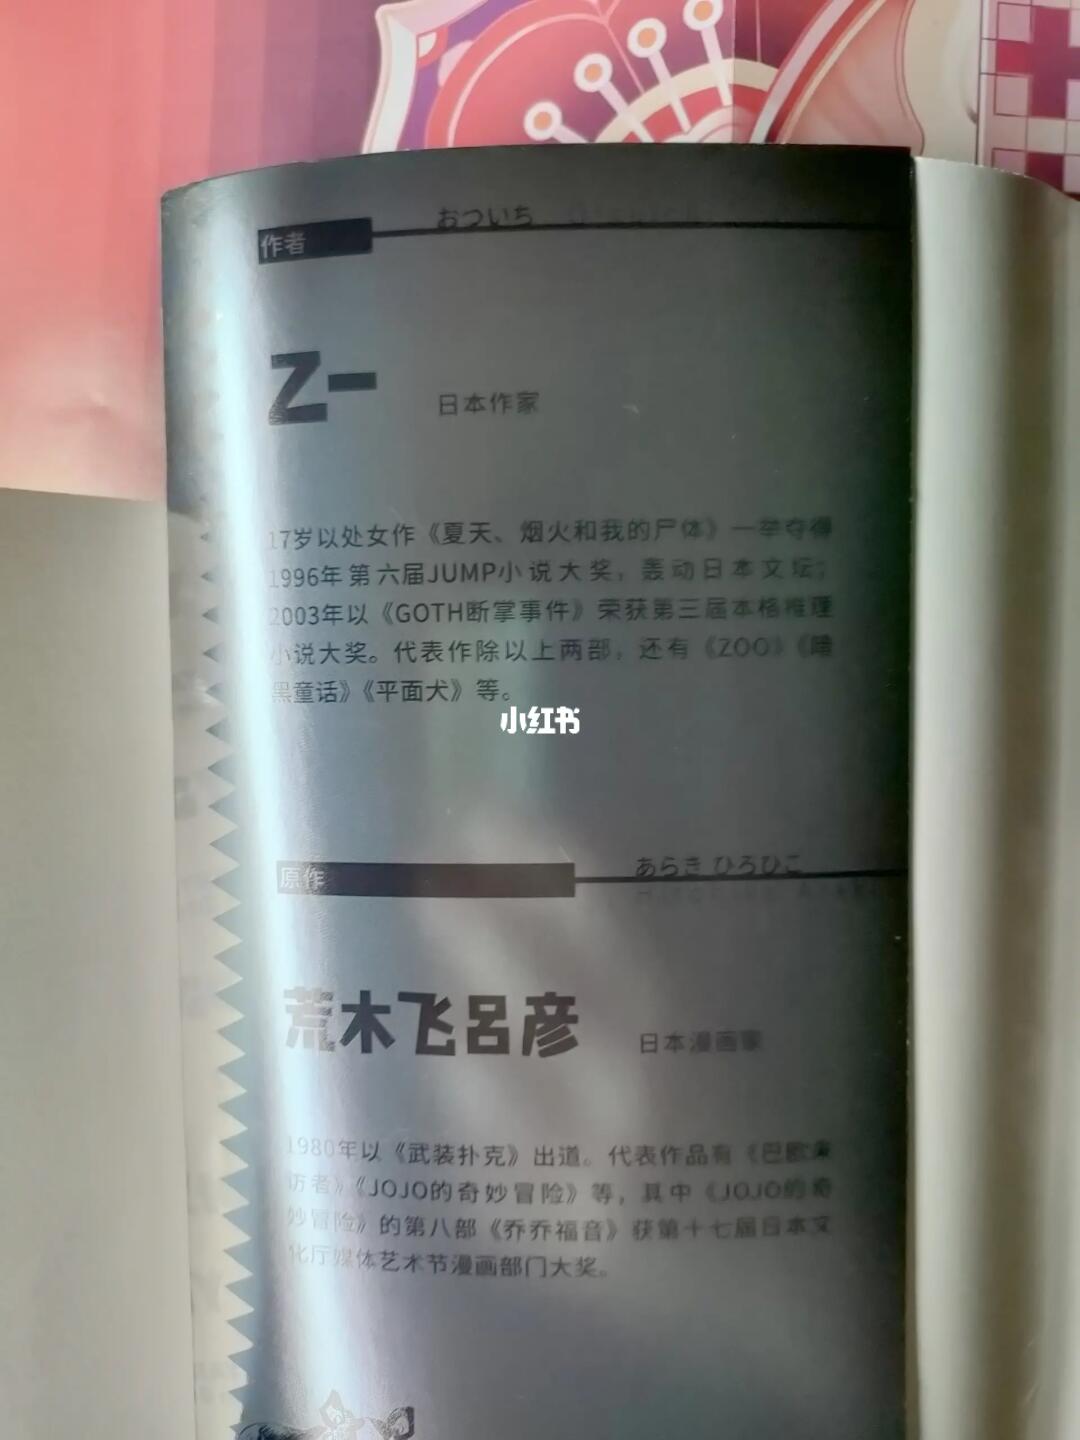 おついち
作者
乙一
日本作家
17岁以处女作《夏天、烟火和我的尸体》一举夺得
1996年第六届JUMP小说大奖，轰动日本文坛；
2003年以《GOTH断掌事件》荣获第三届本格推理
小说大奖。代表作除以上两部，还有《ZOO》《暗
黑童话》《平面犬》等。
小红书
あらき ひろひこ
原作
荒木飞吕彦
日本漫画家
1980年以《武装扑克》出道。代表作品有《巴欧来
访者》《JOJO的奇妙冒险》等，其中《JOJO的奇
妙冒险》的第八部《乔乔福音》获第十七届日本文
化厅媒体艺术节漫画部门大奖。